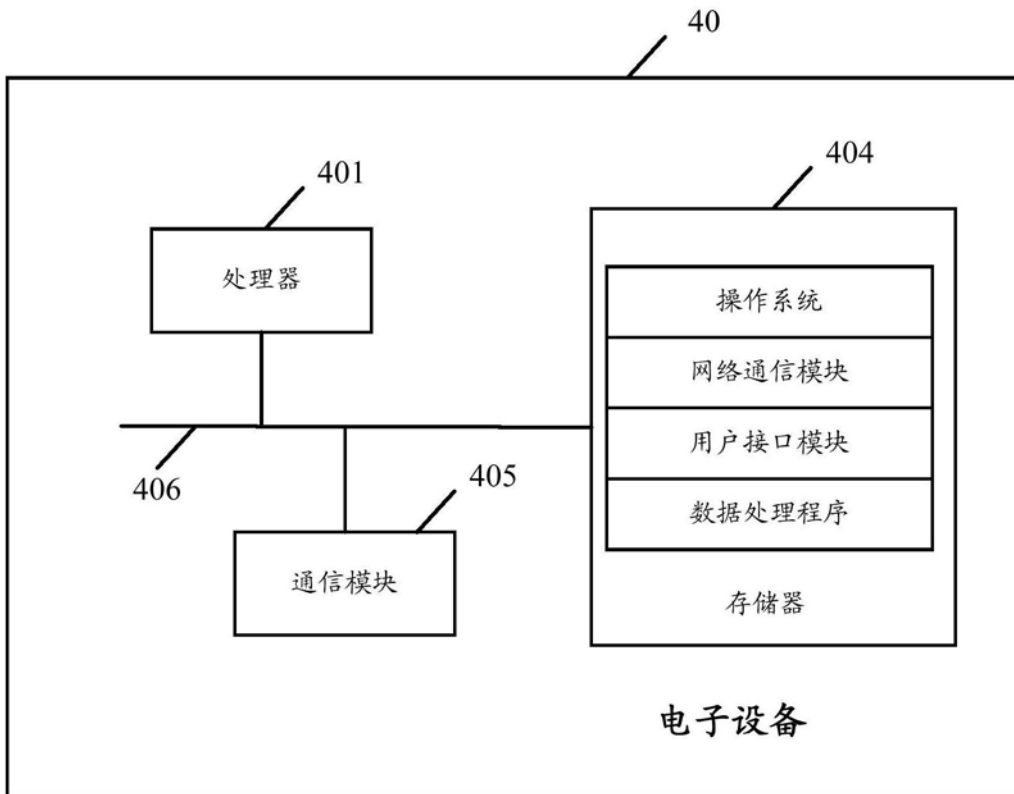 40
401
404
处理器
操作系统
网络通信模块
用户接口模块
数据处理程序
406
405
通信模块
存储器
电子设备